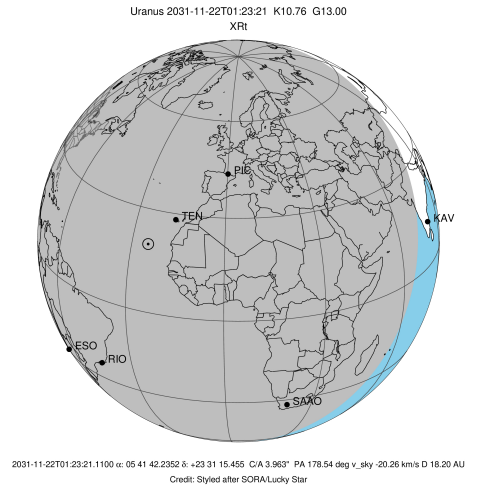 Uranus 2031-11-22T01:23:21 K10.76 G13.00
XRt
PIC
TEN
KAV
ESO
RIO
SAAO
2031-11-22T01:23:21.1100 α: 05 41 42.2352 δ: +23 31 15.455 C/A 3.963" PA 178.54 deg v_sky -20.26 km/s D 18.20 AU
Credit: Styled after SORA/Lucky Star